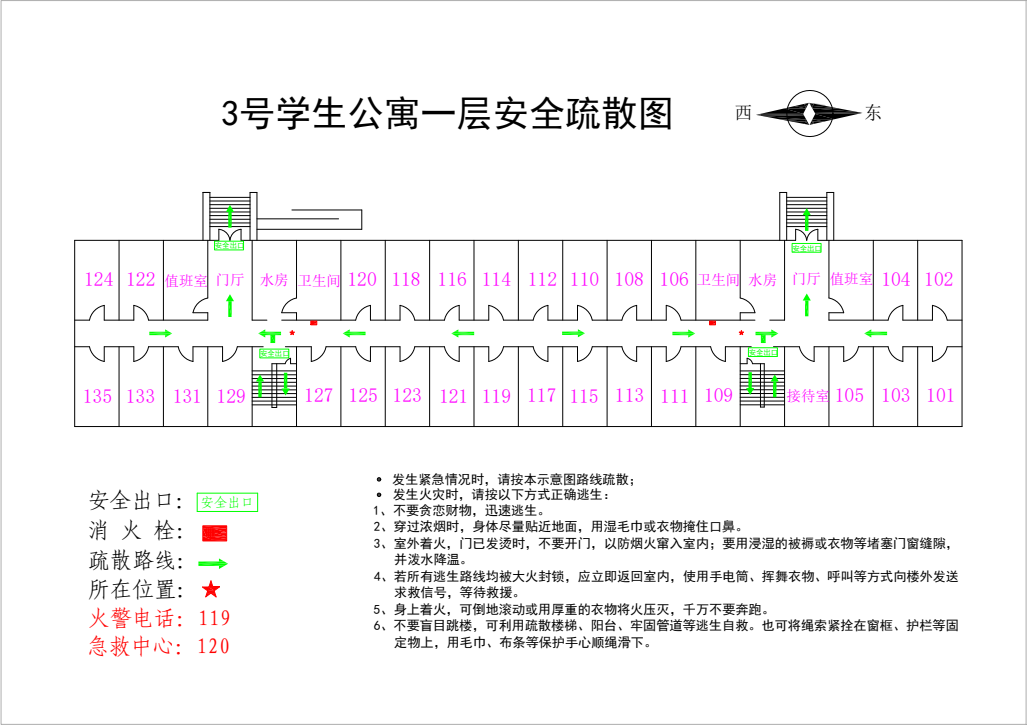 3号学生公寓一层安全疏散图
西 东
安全出口 安全出口
124 122 值班室 门厅 水房 卫生间 120 118 116 114 112 110 108 106 卫生间 水房 门厅 值班室 104 102
安全出口 安全出口
135 133 131 129 127 125 123 121 119 117 115 113 111 109 接待室 105 103 101
安全出口: 安全出口
消 火 栓:
疏散路线:
所在位置:
火警电话: 119
急救中心: 120
• 发生紧急情况时, 请按本示意图路线疏散;
• 发生火灾时, 请按以下方式正确逃生:
1、不要贪恋财物, 迅速逃生。
2、穿过浓烟时, 身体尽量贴近地面, 用湿毛巾或衣物掩住口鼻。
3、室外着火, 门已发烫时, 不要开门, 以防烟火窜入室内; 要用浸湿的被褥或衣物等堵塞门窗缝隙,
并泼水降温。
4、若所有逃生路线均被大火封锁, 应立即返回室内, 使用手电筒、挥舞衣物、呼叫等方式向楼外发送
求救信号, 等待救援。
5、身上着火, 可倒地滚动或用厚重的衣物将火压灭, 千万不要奔跑。
6、不要盲目跳楼, 可利用疏散楼梯、阳台、牢固管道等逃生自救。也可将绳索紧拴在窗框、护栏等固
定物上, 用毛巾、布条等保护手心顺绳滑下。